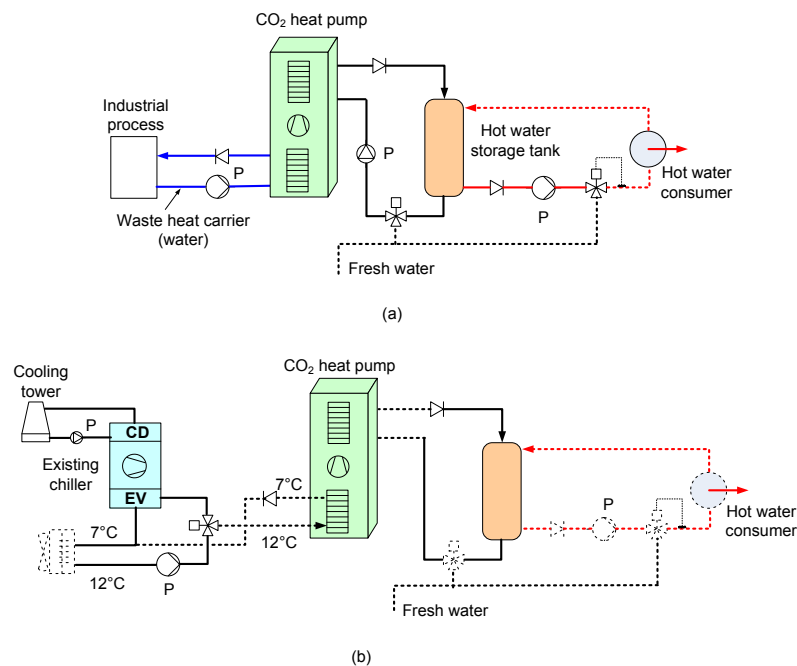 CO₂ heat pump
Industrial
process
P
Waste heat carrier
(water)
P
Hot water
storage tank
P
Hot water
consumer
Fresh water
(a)
CO₂ heat pump
Cooling
tower
P
CD
Existing
chiller
EV
7°C
12°C
P
7°C
12°C
P
Hot water
consumer
Fresh water
(b)